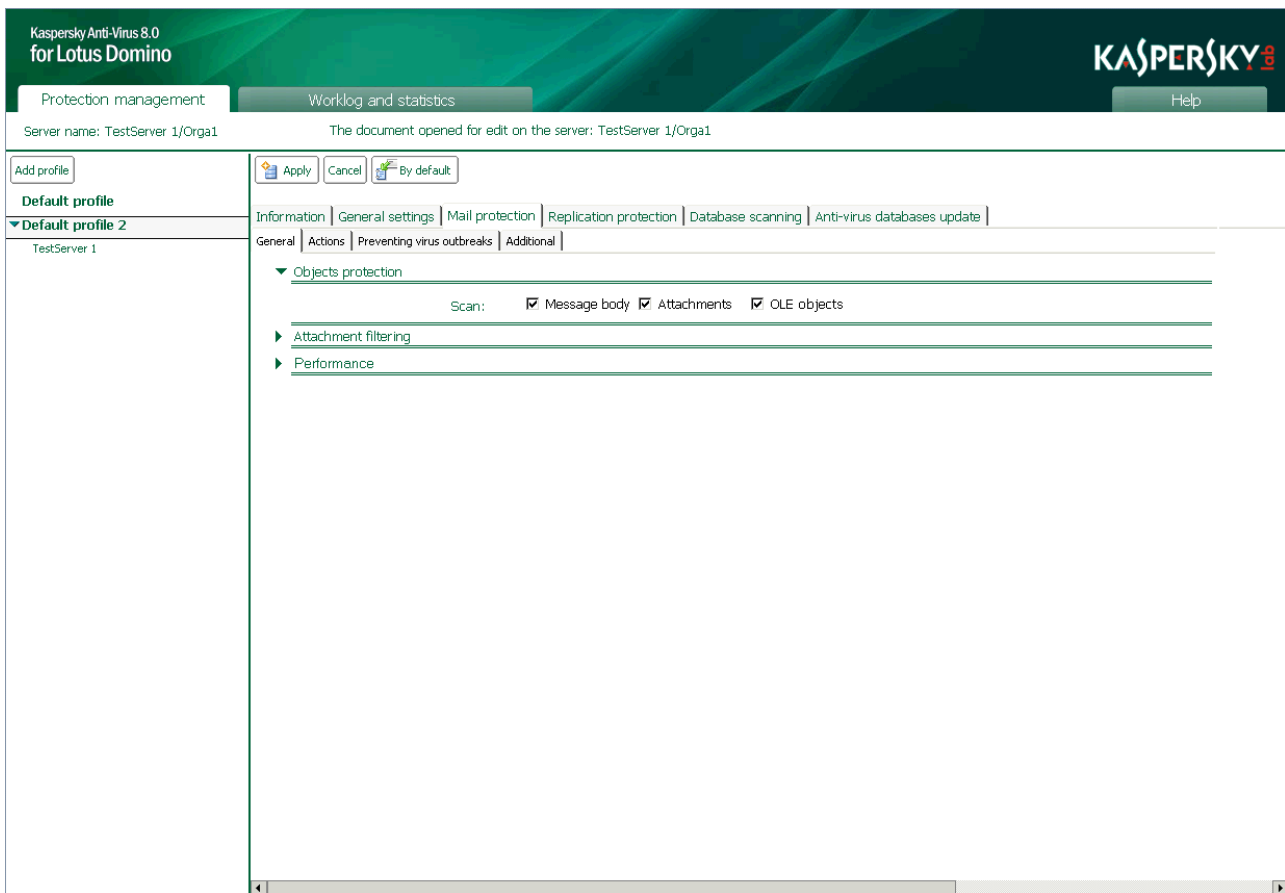 Kaspersky Anti-Virus 8.0
for Lotus Domino
KASPERSKY lab
Protection management
Worklog and statistics
Help
Server name: TestServer 1/Orga1
The document opened for edit on the server: TestServer 1/Orga1
Add profile
Apply
Cancel
By default
Default profile
Default profile 2
TestServer 1
Information
General settings
Mail protection
Replication protection
Database scanning
Anti-virus databases update
General
Actions
Preventing virus outbreaks
Additional
Objects protection
Scan: Message body Attachments OLE objects
Attachment filtering
Performance